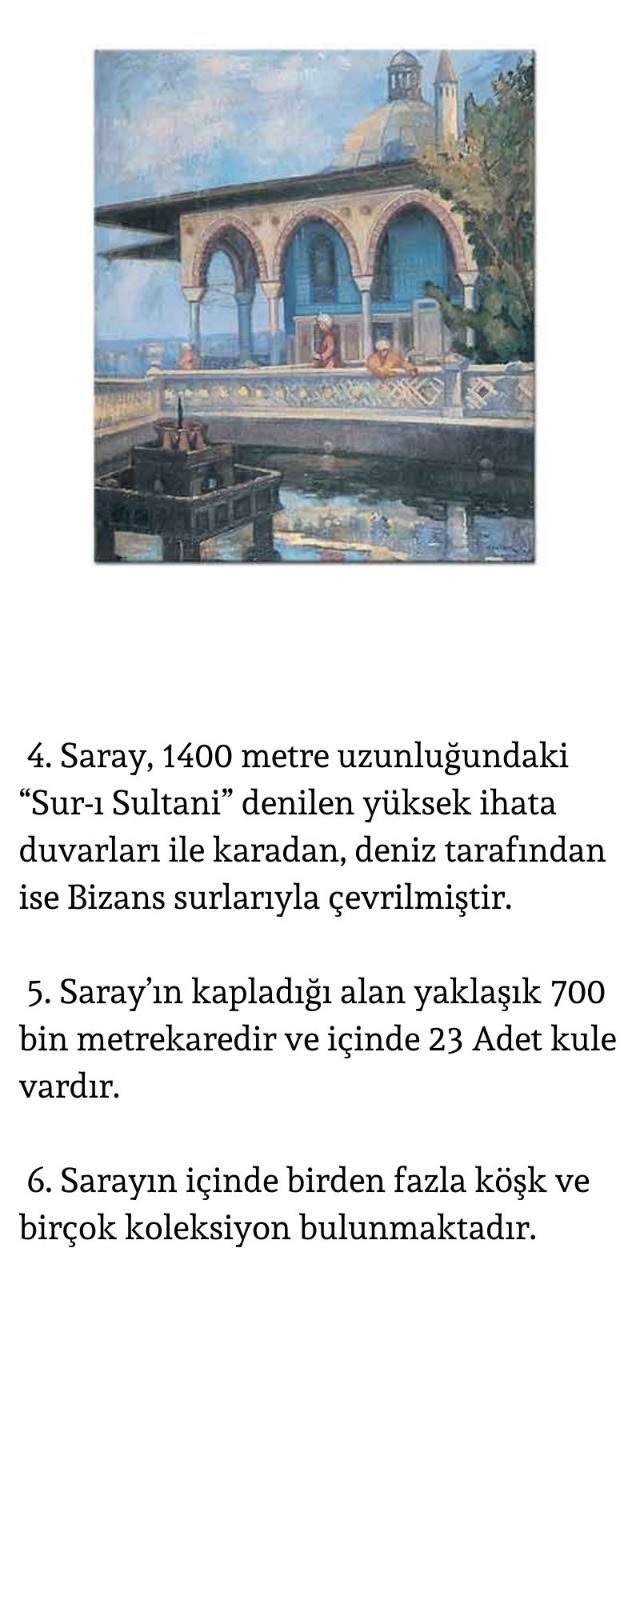 4. Saray, 1400 metre uzunluğundaki
“Sur-ı Sultani” denilen yüksek ihata
duvarları ile karadan, deniz tarafından
ise Bizans surlarıyla çevrilmiştir.
5. Saray’ın kapladığı alan yaklaşık 700
bin metrekaredir ve içinde 23 Adet kule
vardır.
6. Sarayın içinde birden fazla köşk ve
birçok koleksiyon bulunmaktadır.